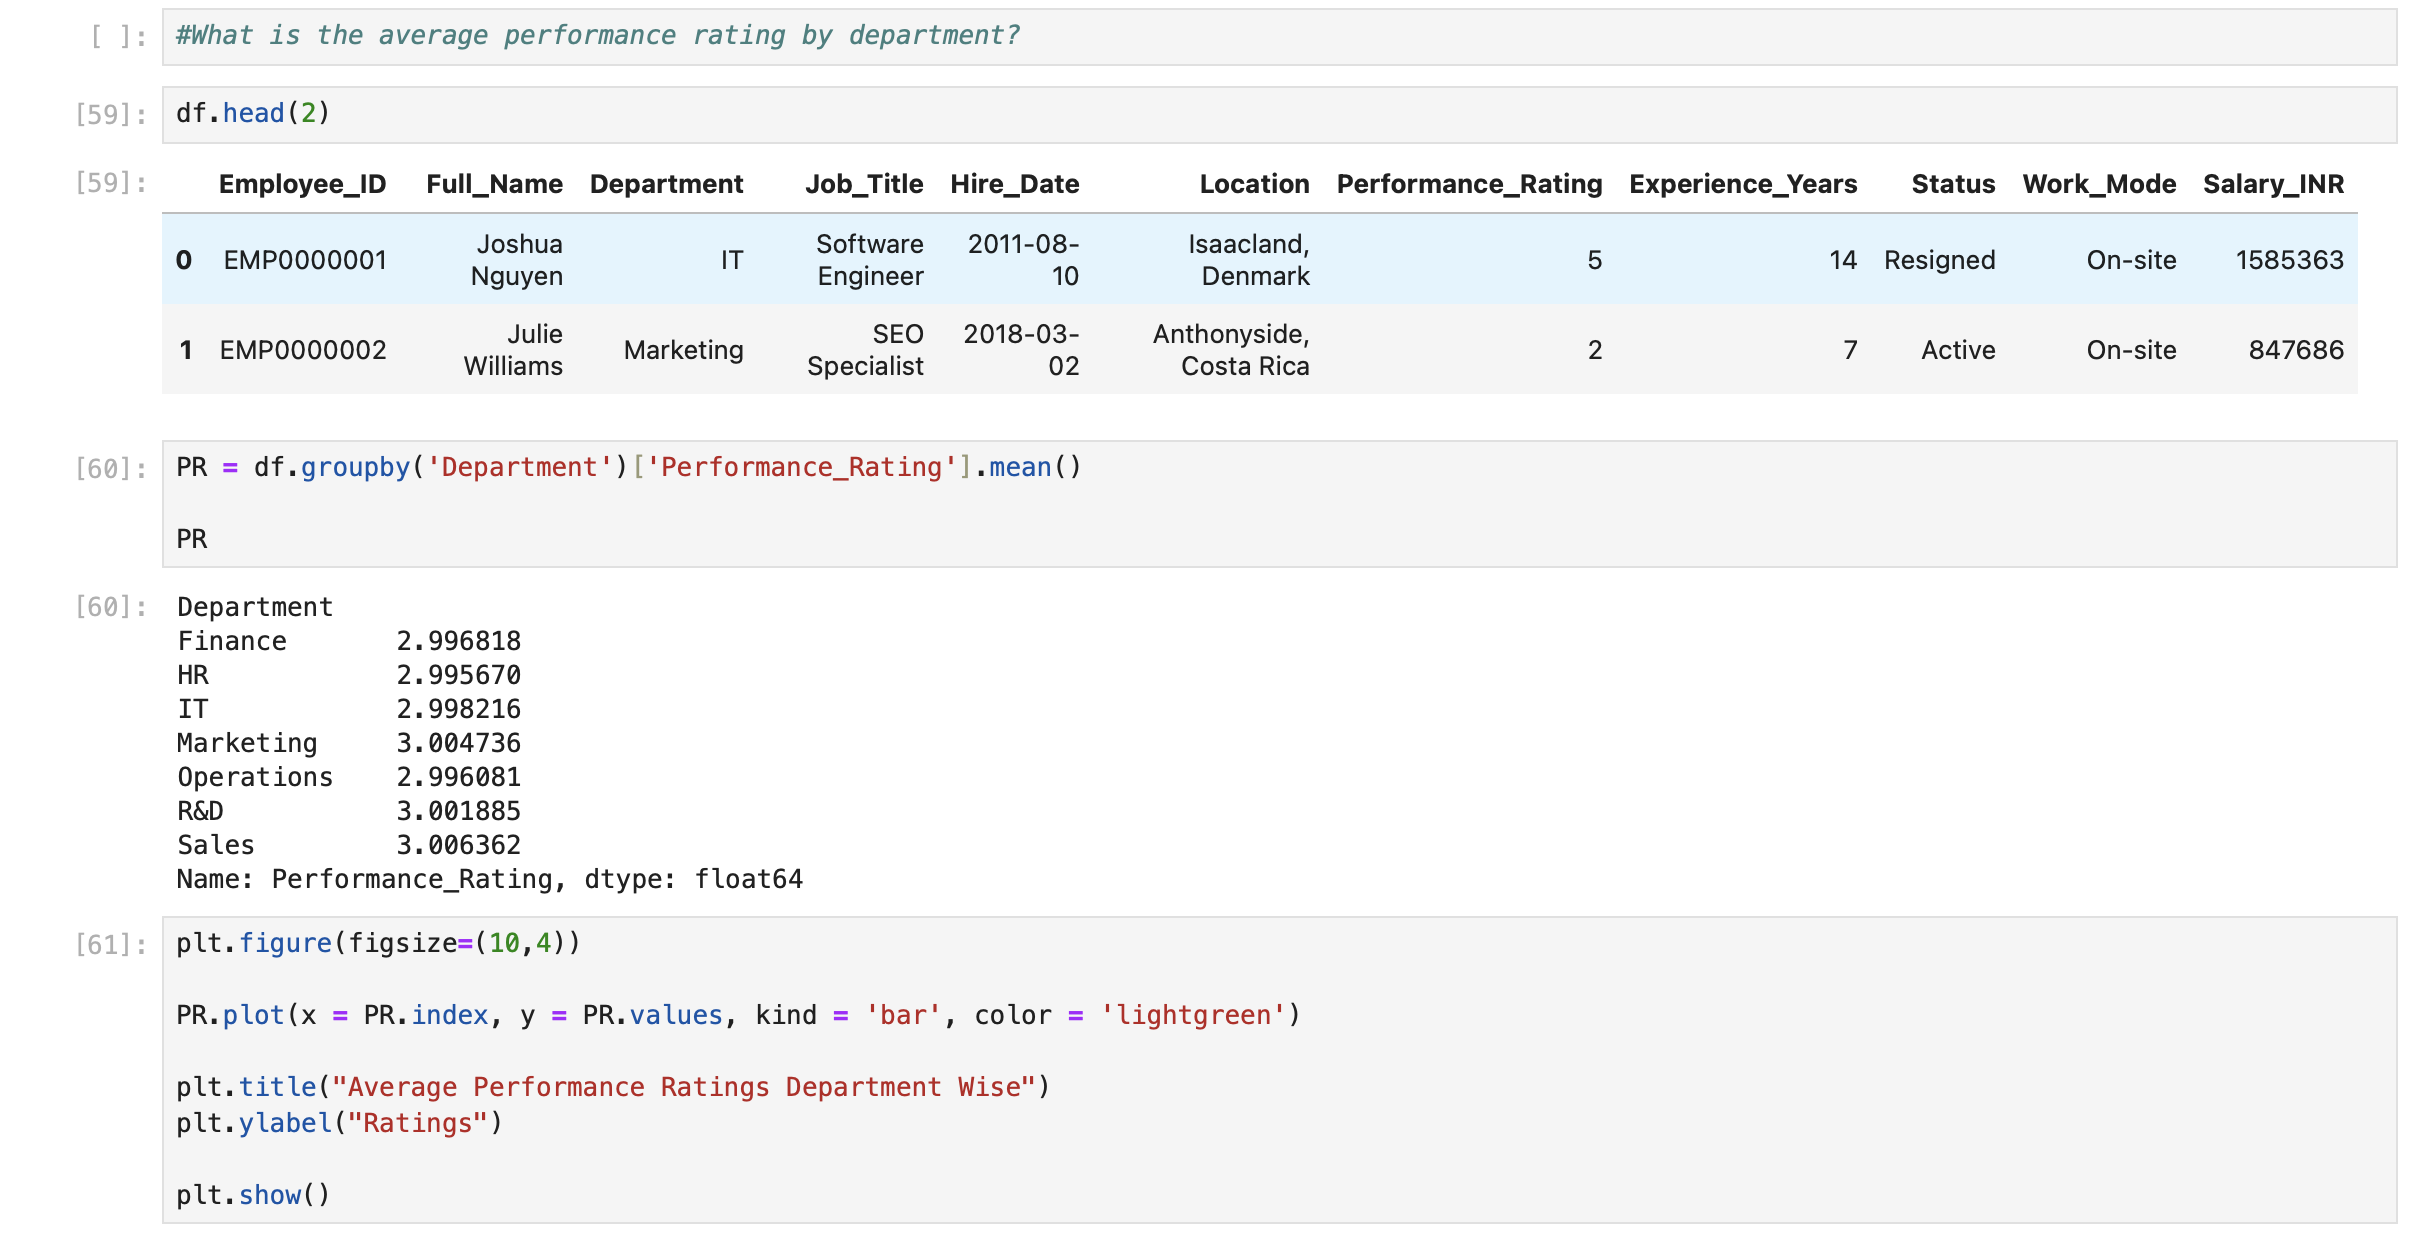 [ ]: #What is the average performance rating by department?
[59]: df.head(2)
[59]: Employee_ID Full_Name Department Job_Title Hire_Date Location Performance_Rating Experience_Years Status Work_Mode Salary_INR
0 EMP0000001 Joshua Nguyen IT Software Engineer 2011-08-10 Isaacland, Denmark 5 14 Resigned On-site 1585363
1 EMP0000002 Julie Williams Marketing SEO Specialist 2018-03-02 Anthonyside, Costa Rica 2 7 Active On-site 847686
[60]: PR = df.groupby('Department')['Performance_Rating'].mean()
PR
[60]: Department
Finance 2.996818
HR 2.995670
IT 2.998216
Marketing 3.004736
Operations 2.996081
R&D 3.001885
Sales 3.006362
Name: Performance_Rating, dtype: float64
[61]: plt.figure(figsize=(10,4))
PR.plot(x = PR.index, y = PR.values, kind = 'bar', color = 'lightgreen')
plt.title("Average Performance Ratings Department Wise")
plt.ylabel("Ratings")
plt.show()